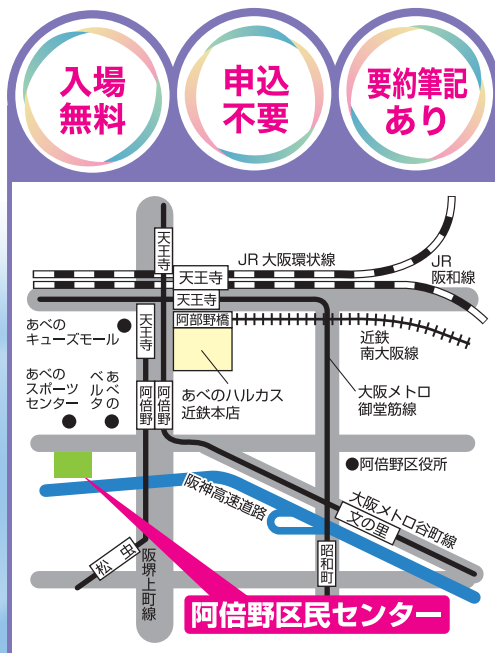 入場
無料
申込
不要
要約筆記
あり
天王寺
JR 大阪環状線
JR
阪和線
天王寺
天王寺
天王寺
阿部野橋
あべの
キューズモール
近鉄
南大阪線
あべのハルカス
近鉄本店
あべの
スポーツ
センター
あべの
ベルタ
阿倍野
阿倍野
大阪メトロ
御堂筋線
阿倍野区役所
阪神高速道路
大阪メトロ谷町線
文の里
松虫
阪堺上町線
昭和町
阿倍野区民センター